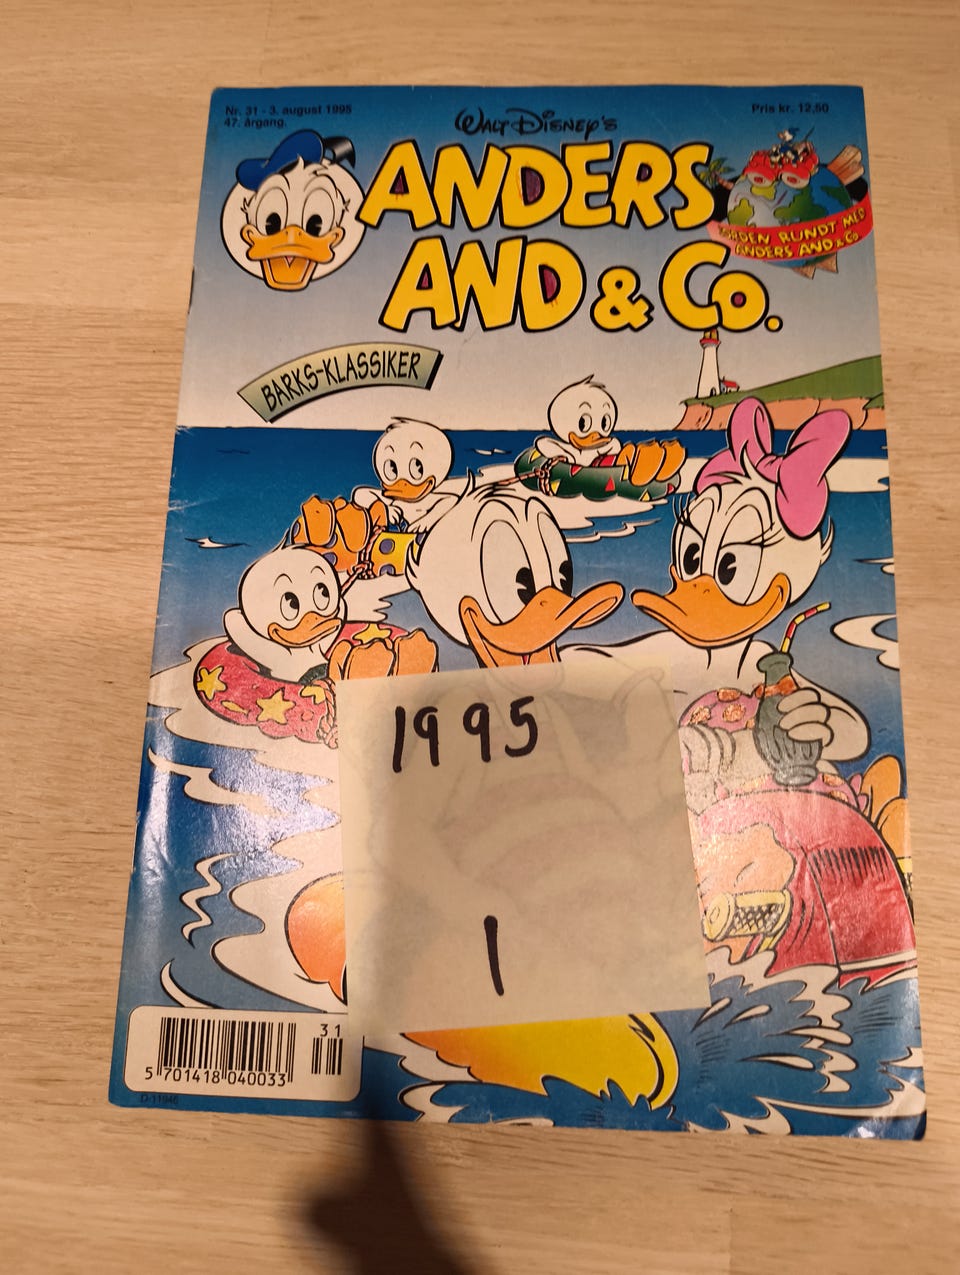 Nr. 31 - 3. august 1995
47. årgang.
Pris kr. 12,50
WALT DISNEY'S
ANDERS
AND & Co.
JORDEN RUNDT MED
ANDERS AND & Co
BARKS-KLASSIKER
1995
1
31
5 701418 040033
D-11946